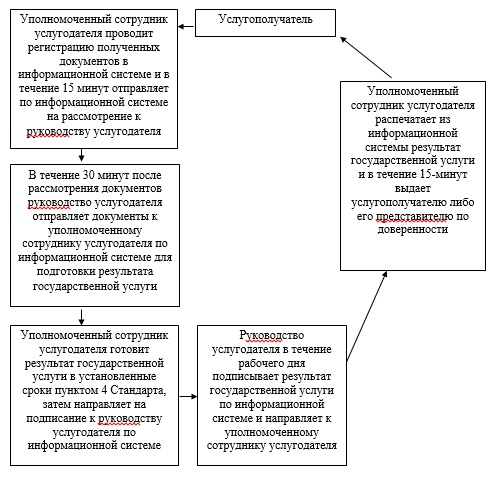 Уполномоченный сотрудник
услугодателя проводит
регистрацию полученных
документов в
информационной системе и в
течение 15 минут отправляет
по информационной системе
на рассмотрение к
руководству услугодателя
Услугополучатель
В течение 30 минут после
рассмотрения документов
руководство услугодателя
отправляет документы к
уполномоченному
сотруднику услугодателя по
информационной системе для
подготовки результата
государственной услуги
Уполномоченный сотрудник
услугодателя готовит
результат государственной
услуги в установленные
сроки пунктом 4 Стандарта,
затем направляет на
подписание к руководству
услугодателя по
информационной системе
Руководство
услугодателя в течение
рабочего дня
подписывает результат
государственной услуги
по информационной
системе и направляет к
уполномоченному
сотруднику услугодателя
Уполномоченный
сотрудник услугодателя
распечатает из
информационной
системы результат
государственной услуги
и в течение 15-минут
выдает
услугополучателю либо
его представителю по
доверенности